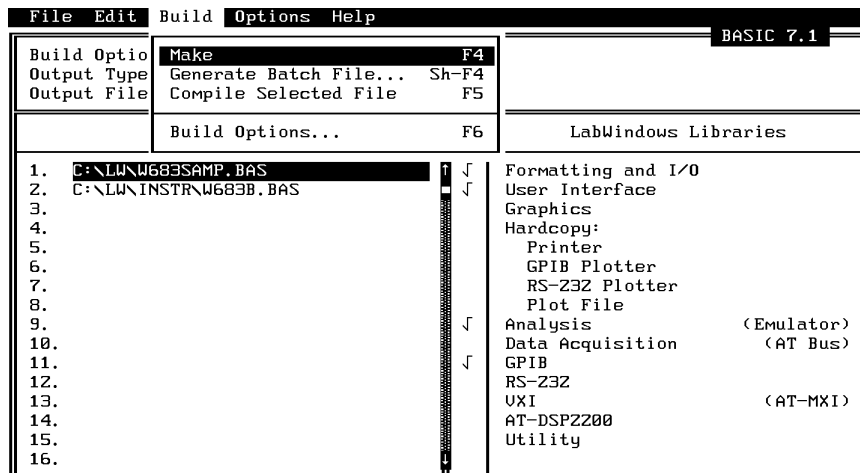 File Edit Build Options Help
BASIC 7.1
Build Optio
Output Type
Output File
Make F4
Generate Batch File... Sh-F4
Compile Selected File F5
Build Options... F6
LabWindows Libraries
1. C:\LW\W683SAMP.BAS
2. C:\LW\INSTR\W683B.BAS
3.
4.
5.
6.
7.
8.
9.
10.
11.
12.
13.
14.
15.
16.
√ Formatting and I/O
√ User Interface
Graphics
Hardcopy:
Printer
GPIB Plotter
RS-232 Plotter
Plot File
√ Analysis (Emulator)
Data Acquisition (AT Bus)
√ GPIB
RS-232
VXI (AT-MXI)
AT-DSP2200
Utility